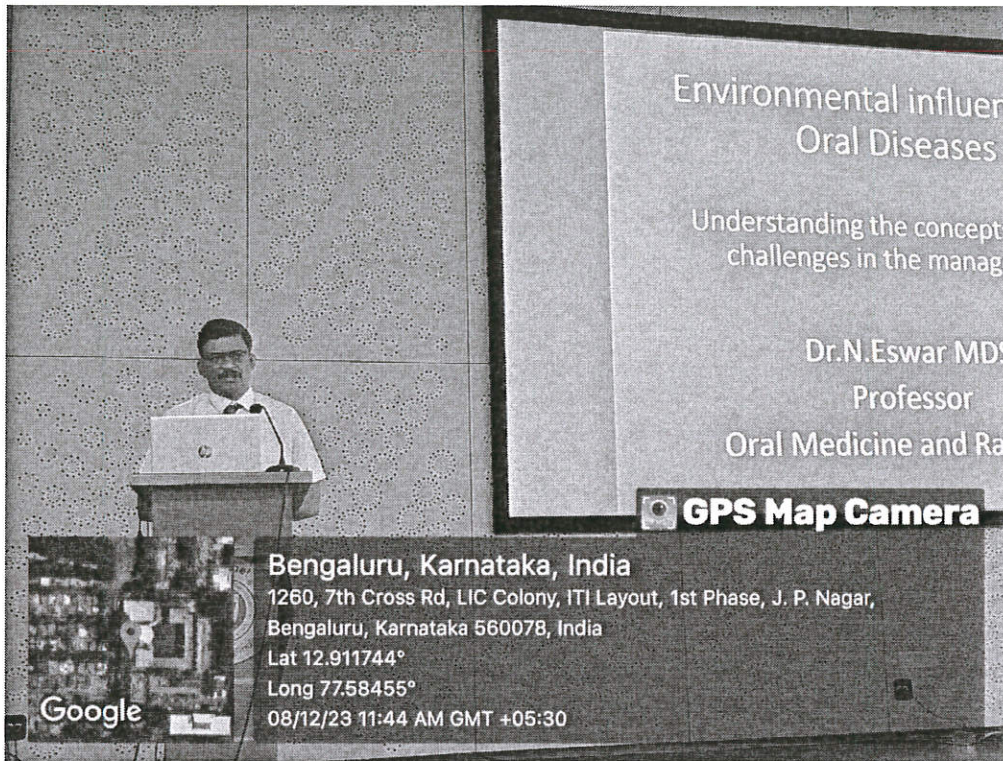 Environmental influen
Oral Diseases
Understanding the concept
challenges in the manag
Dr.N.Eswar MDS
Professor
Oral Medicine and Ra
hp
GPS Map Camera
Bengaluru, Karnataka, India
1260, 7th Cross Rd, LIC Colony, ITI Layout, 1st Phase, J. P. Nagar,
Bengaluru, Karnataka 560078, India
Lat 12.911744°
Long 77.58455°
08/12/23 11:44 AM GMT +05:30
Google